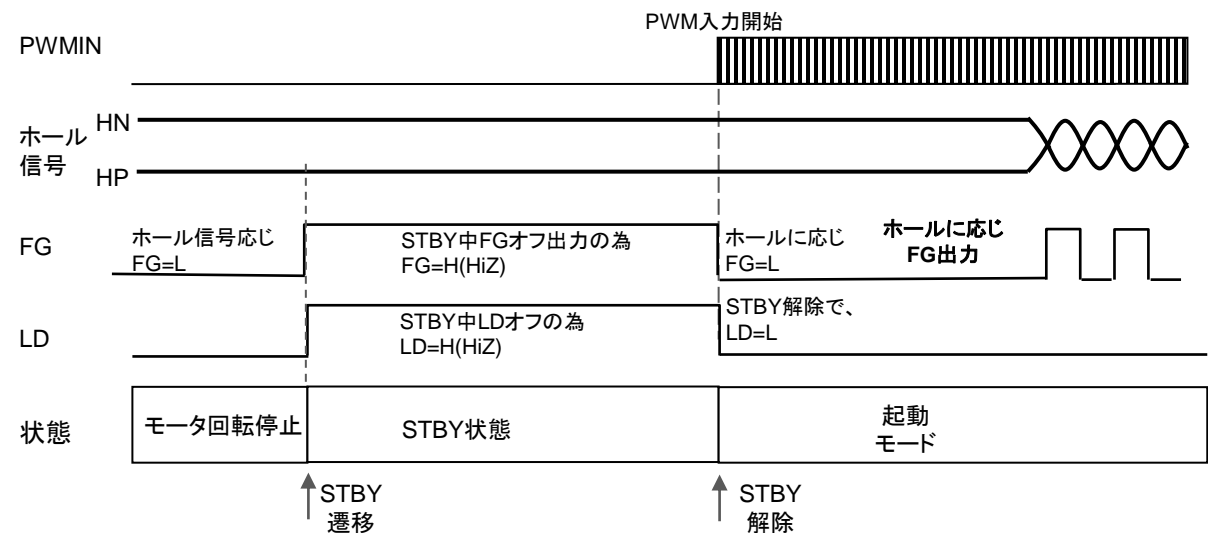 PWM入力開始
PWMIN
ホール
信号
HN
HP
FG
ホール信号応じ
FG=L
STBY中FGオフ出力の為
FG=H(HiZ)
ホールに応じ
FG=L
ホールに応じ
FG出力
LD
STBY中LDオフの為
LD=H(HiZ)
STBY解除で、
LD=L
状態
モータ回転停止
STBY状態
起動
モード
STBY
遷移
STBY
解除